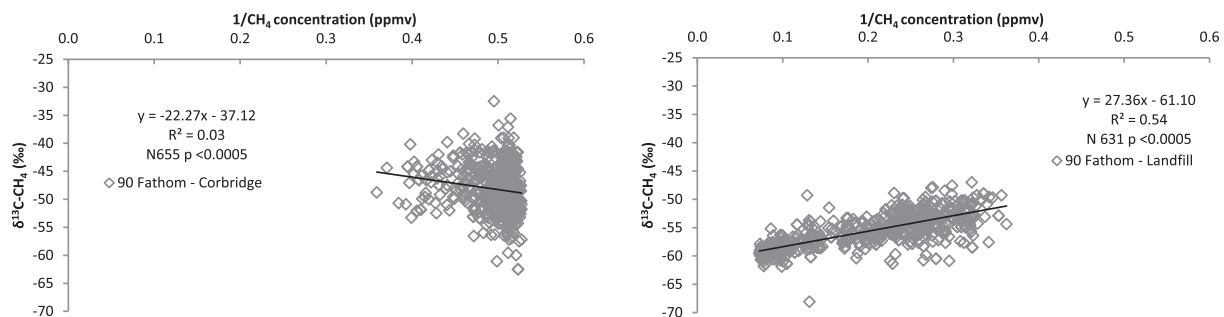 1/CH₄ concentration (ppmv)
0.0 0.1 0.2 0.3 0.4 0.5 0.6
-25
-30
-35
-40
-45
-50
-55
-60
-65
-70
δ¹³C-CH₄ (‰)
y = -22.27x - 37.12
R² = 0.03
N655 p <0.0005
90 Fathom - Corbridge
1/CH₄ concentration (ppmv)
0.0 0.1 0.2 0.3 0.4 0.5 0.6
-25
-30
-35
-40
-45
-50
-55
-60
-65
-70
δ¹³C-CH₄ (‰)
y = 27.36x - 61.10
R² = 0.54
N 631 p <0.0005
90 Fathom - Landfill